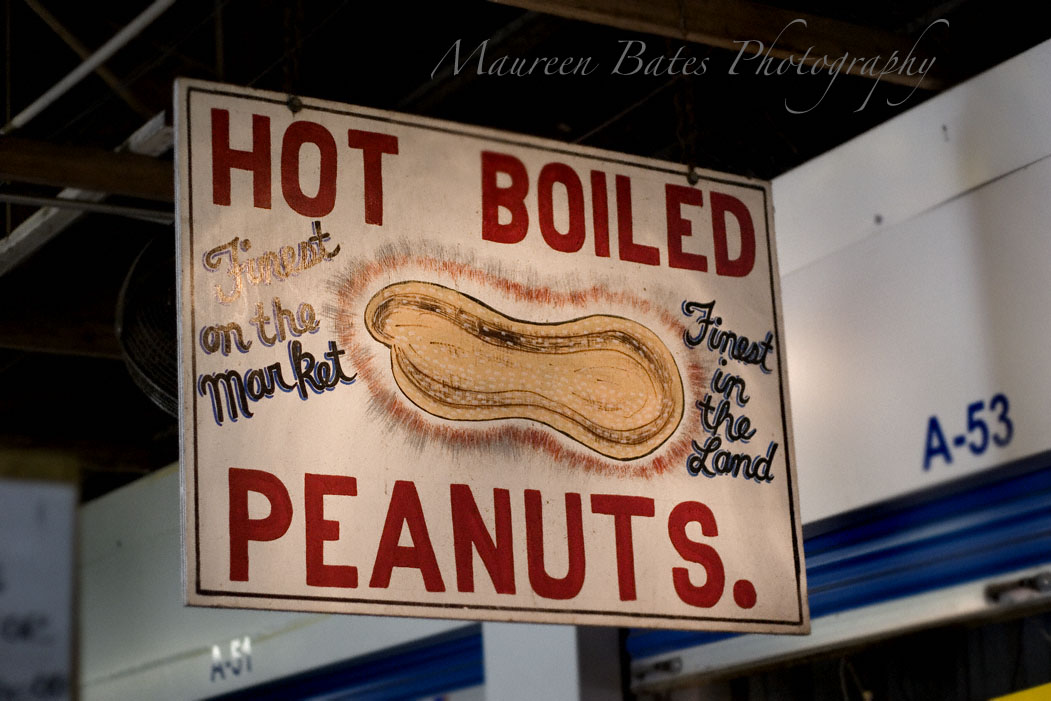 Maureen Bates Photography
HOT BOILED
Finest
on the
Market
Finest
in
the
Land
PEANUTS.
A-53
A-51